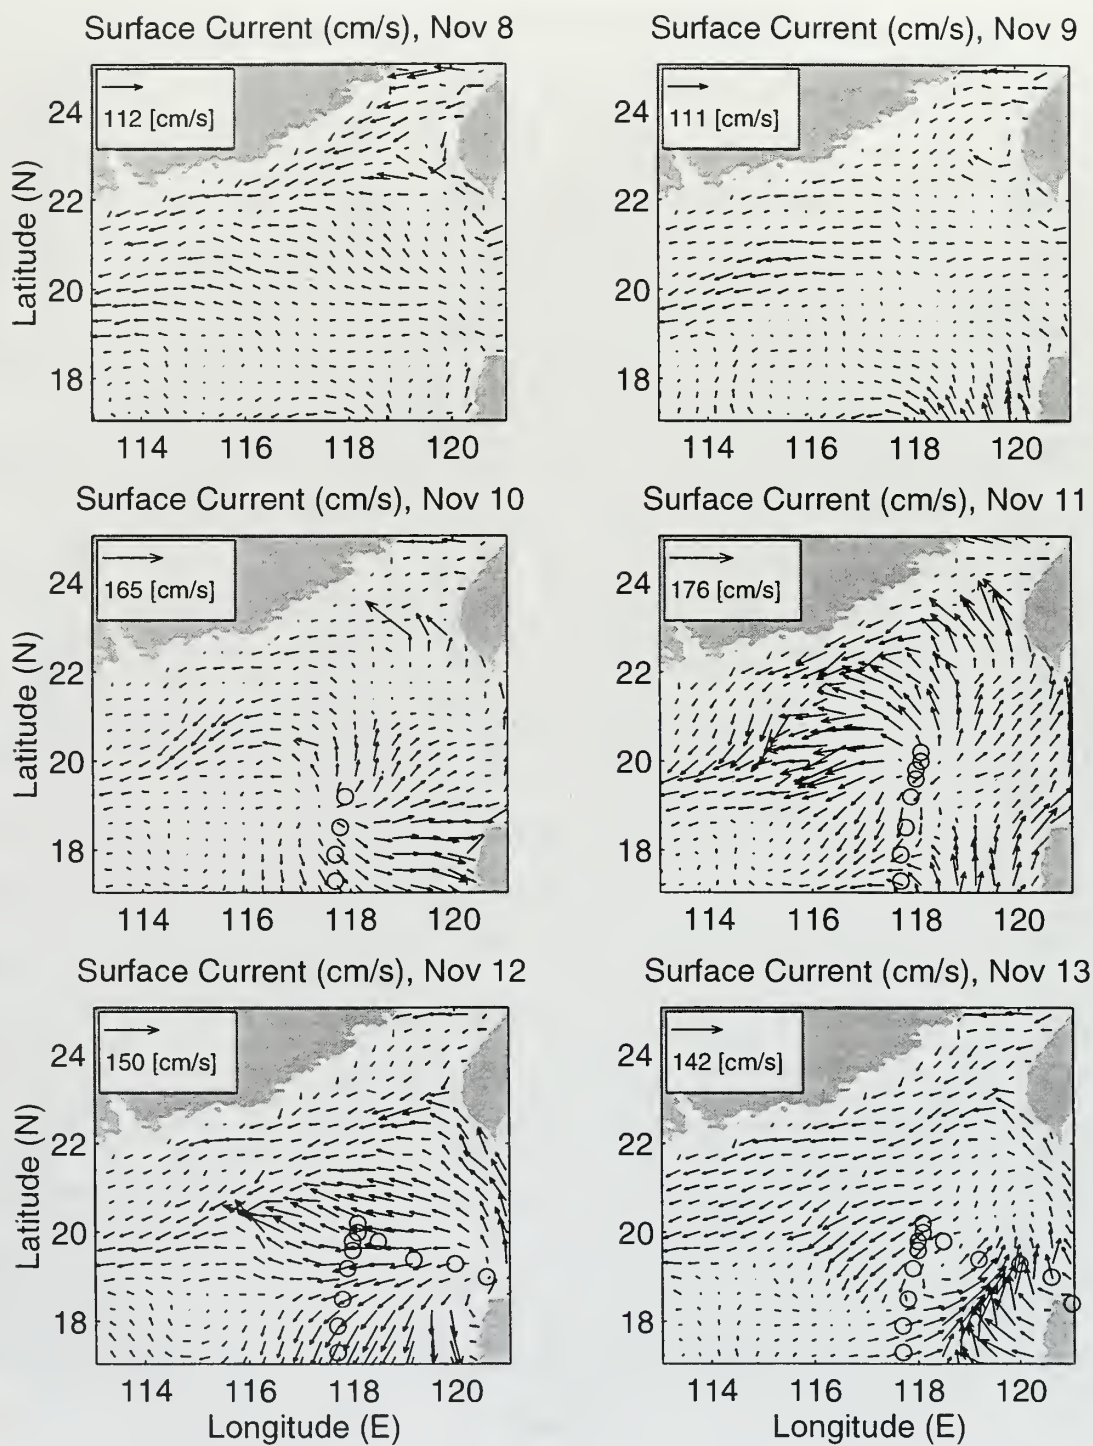 Surface Current (cm/s), Nov 8
Surface Current (cm/s), Nov 9
112 [cm/s]
111 [cm/s]
Latitude (N)
24
22
20
18
24
22
20
18
114 116 118 120
114 116 118 120
Surface Current (cm/s), Nov 10
Surface Current (cm/s), Nov 11
165 [cm/s]
176 [cm/s]
Latitude (N)
24
22
20
18
24
22
20
18
114 116 118 120
114 116 118 120
Surface Current (cm/s), Nov 12
Surface Current (cm/s), Nov 13
150 [cm/s]
142 [cm/s]
Latitude (N)
24
22
20
18
24
22
20
18
114 116 118 120
114 116 118 120
Longitude (E)
Longitude (E)